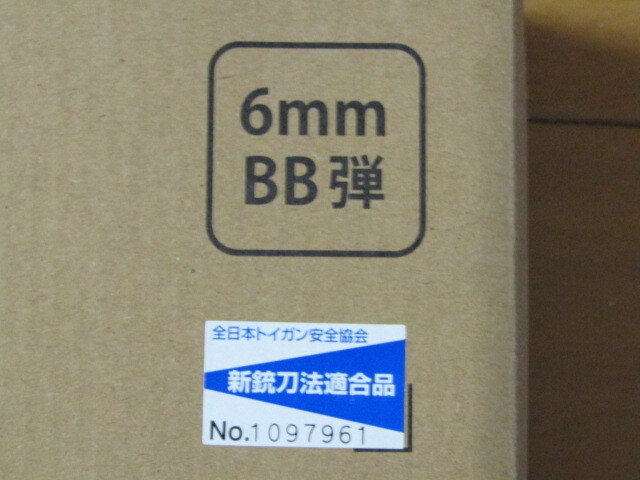 6mm
BB弾
全日本トイガン安全協会
新銃刀法適合品
No.1097961